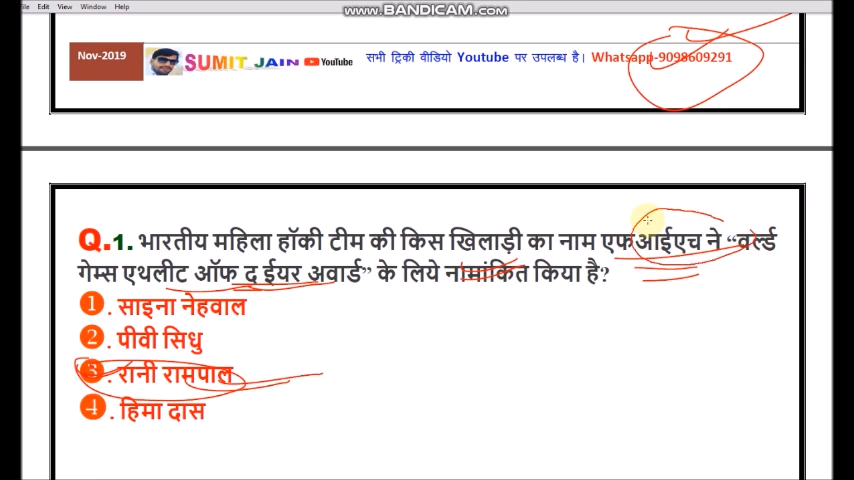 File Edit View Window Help
www.BANDICAM.com
Nov-2019 SUMIT JAIN YouTube सभी ट्रिकी वीडियो Youtube पर उपलब्ध है। Whatsapp-9098609291
Q.1. भारतीय महिला हॉकी टीम की किस खिलाड़ी का नाम एफआईएच ने “वर्ल्ड
गेम्स एथलीट ऑफ द ईयर अवार्ड” के लिये नामांकित किया है?
1. साइना नेहवाल
2. पीवी सिधु
3. रानी रामपाल
4. हिमा दास